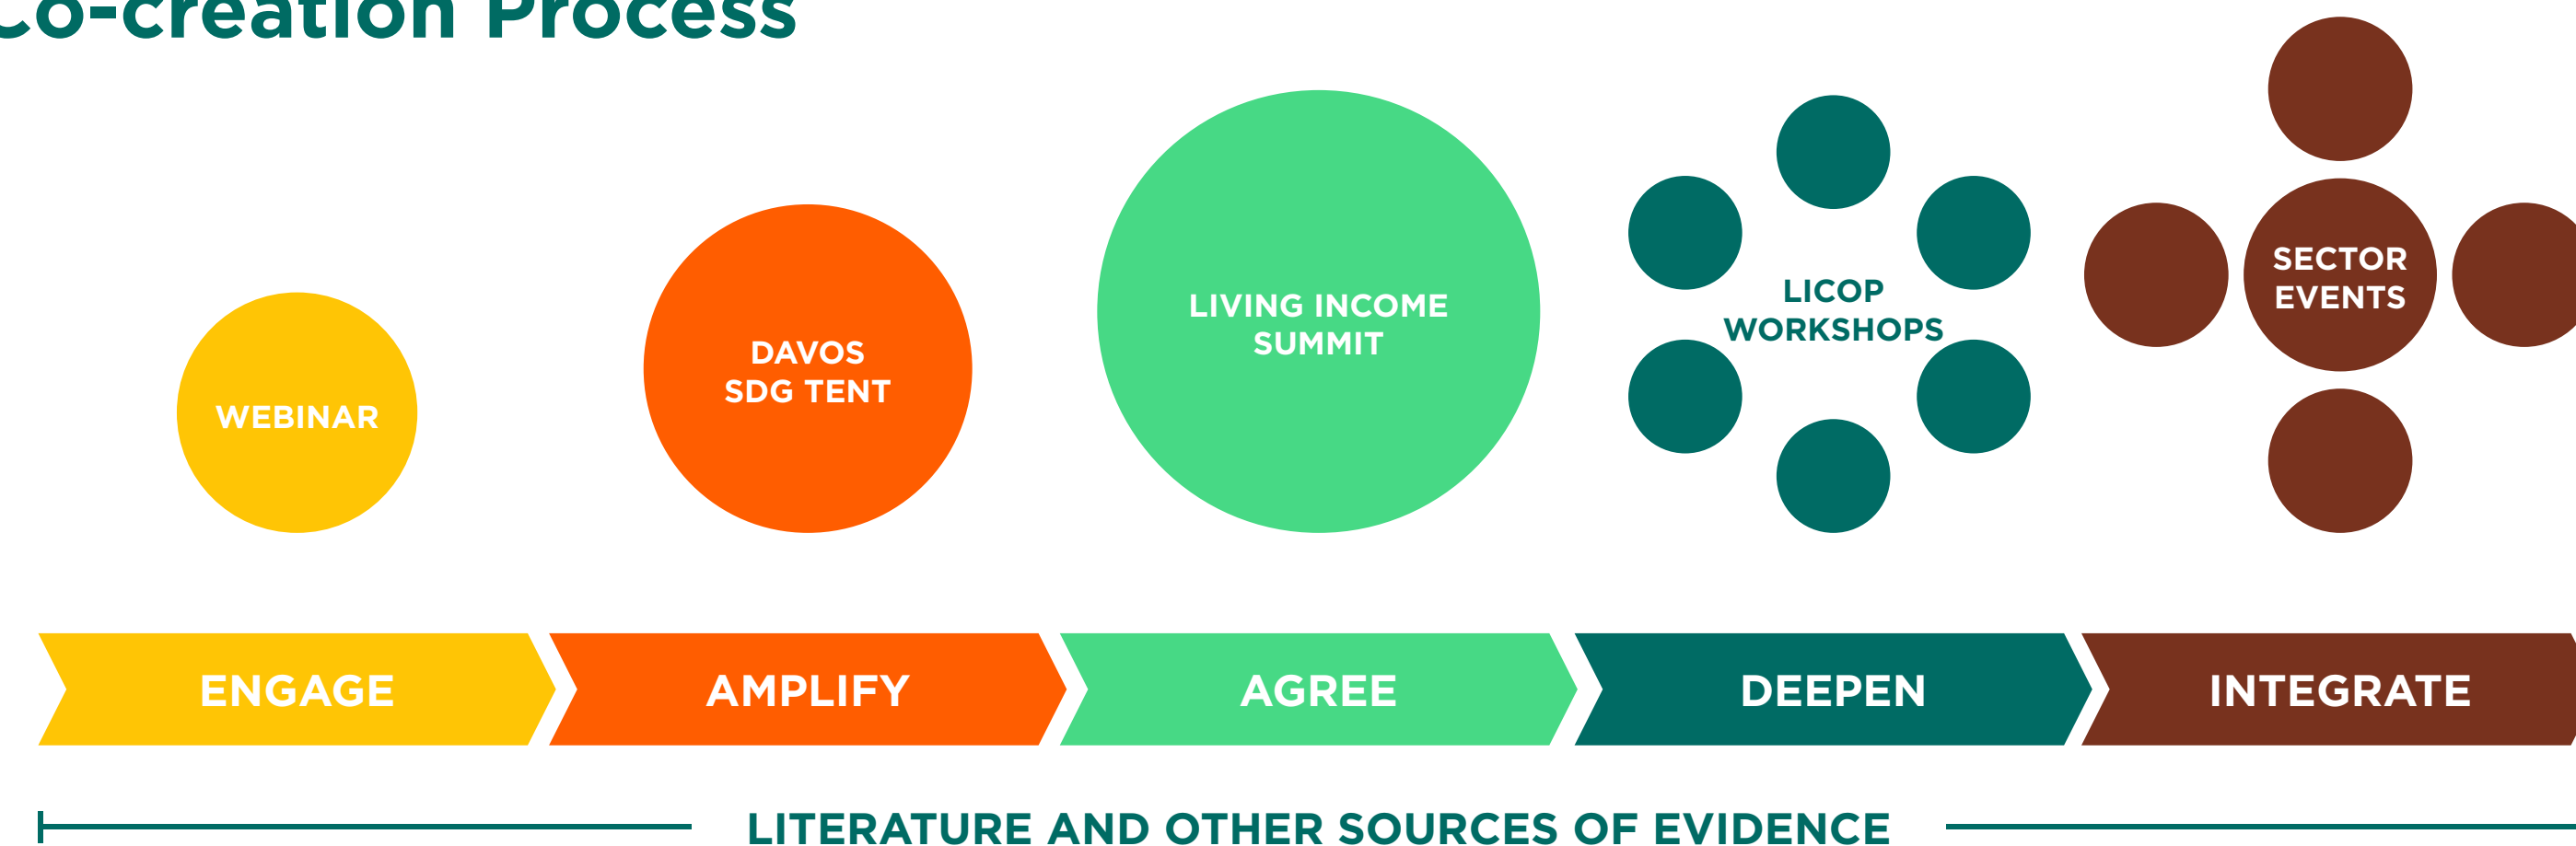 Co-creation Process
WEBINAR
DAVOS
SDG TENT
LIVING INCOME
SUMMIT
LICOP
WORKSHOPS
SECTOR
EVENTS
ENGAGE
AMPLIFY
AGREE
DEEPEN
INTEGRATE
LITERATURE AND OTHER SOURCES OF EVIDENCE